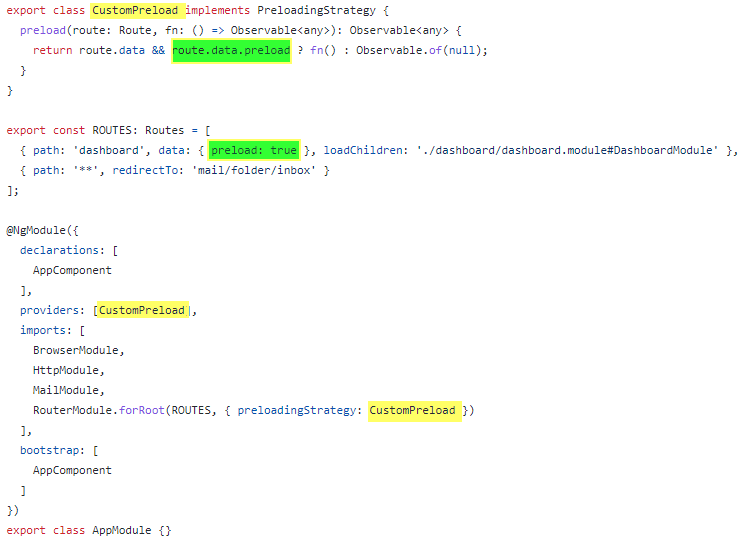 export class CustomPreload implements PreloadingStrategy {
  preload(route: Route, fn: () => Observable<any>): Observable<any> {
    return route.data && route.data.preload ? fn() : Observable.of(null);
  }
}

export const ROUTES: Routes = [
  { path: 'dashboard', data: { preload: true }, loadChildren: './dashboard/dashboard.module#DashboardModule' },
  { path: '**', redirectTo: 'mail/folder/inbox' }
];

@NgModule({
  declarations: [
    AppComponent
  ],
  providers: [CustomPreload],
  imports: [
    BrowserModule,
    HttpModule,
    MailModule,
    RouterModule.forRoot(ROUTES, { preloadingStrategy: CustomPreload })
  ],
  bootstrap: [
    AppComponent
  ]
})
export class AppModule {}